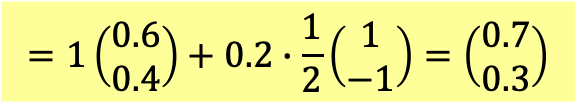 = 1 (0.6 0.4) + 0.2 · 1/2 (1 −1) = (0.7 0.3)